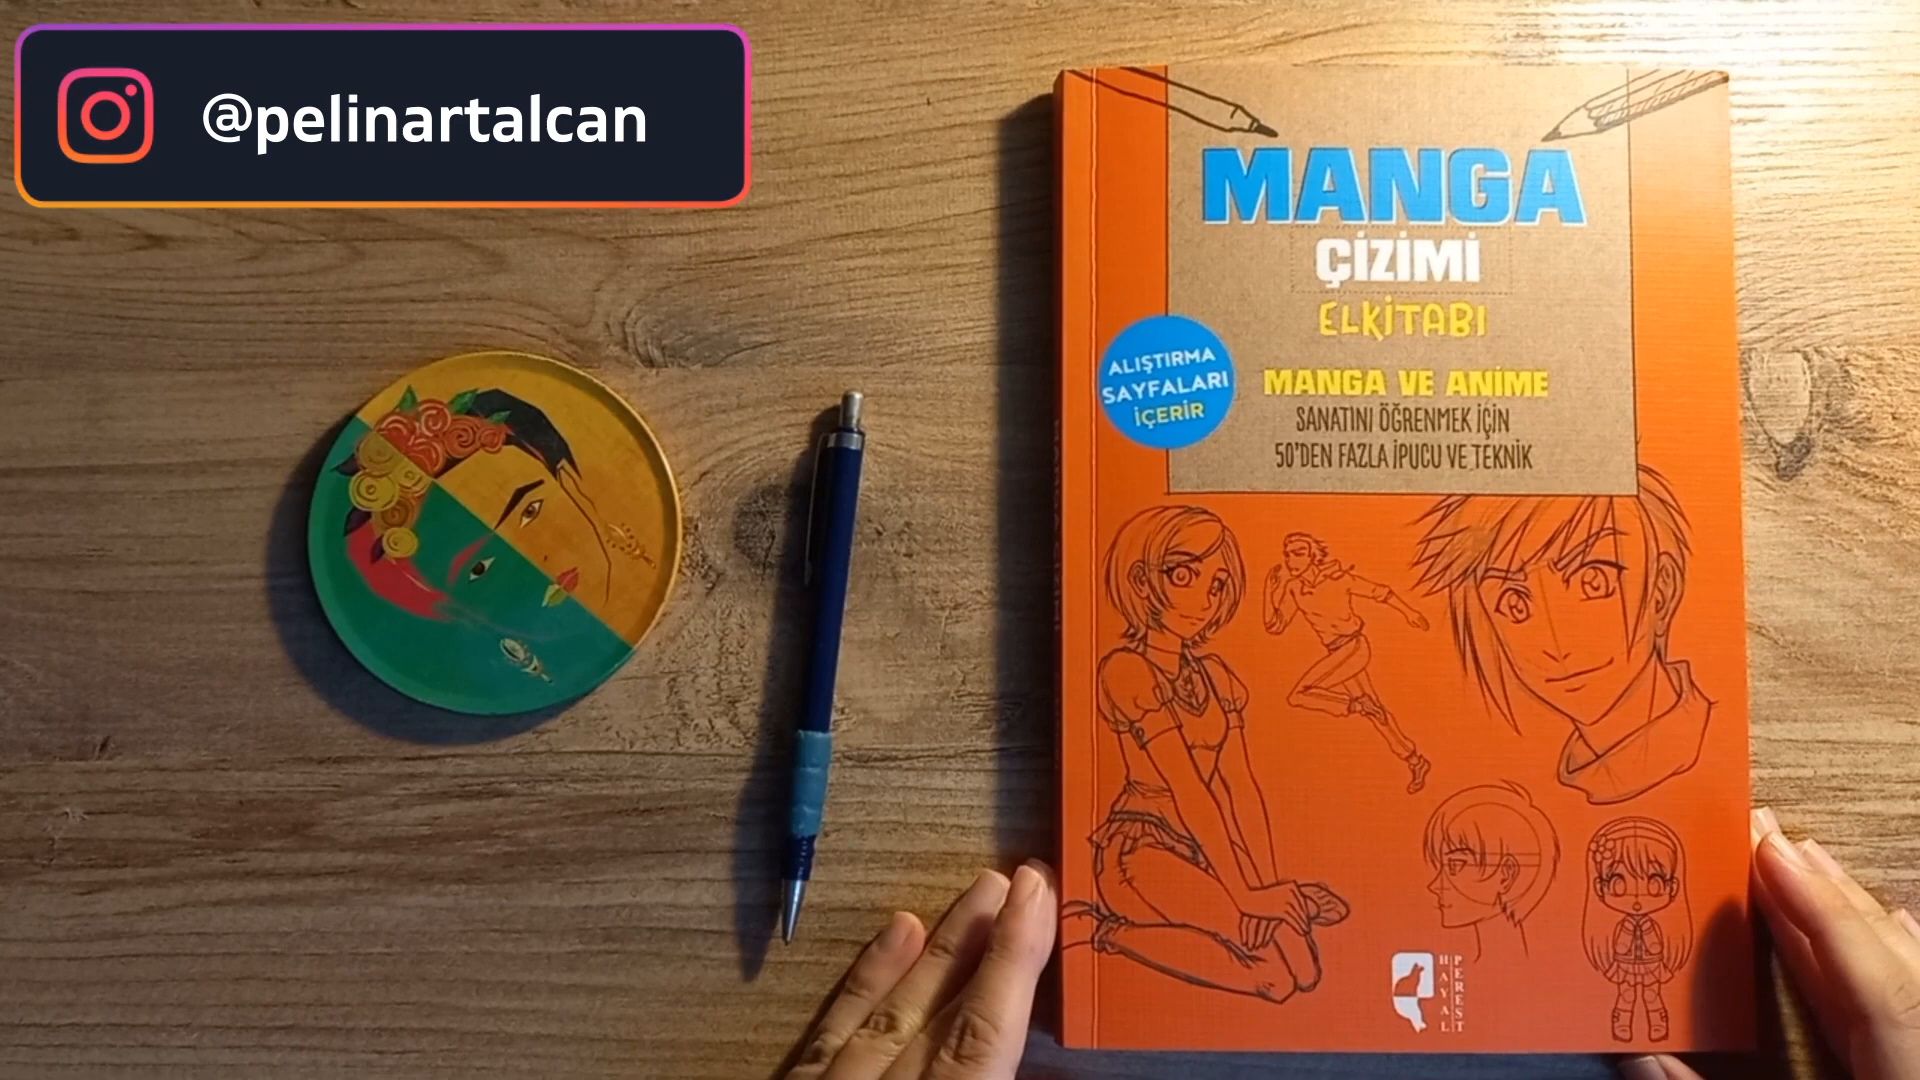 @pelinartalcan
MANGA
ÇİZİMİ
ELKİTABI
ALIŞTIRMA
SAYFALARI
İÇERİR
MANGA VE ANİME
SANATINI ÖĞRENMEK İÇİN
50'DEN FAZLA İPUCU VE TEKNİK
HAYAL
PEREST